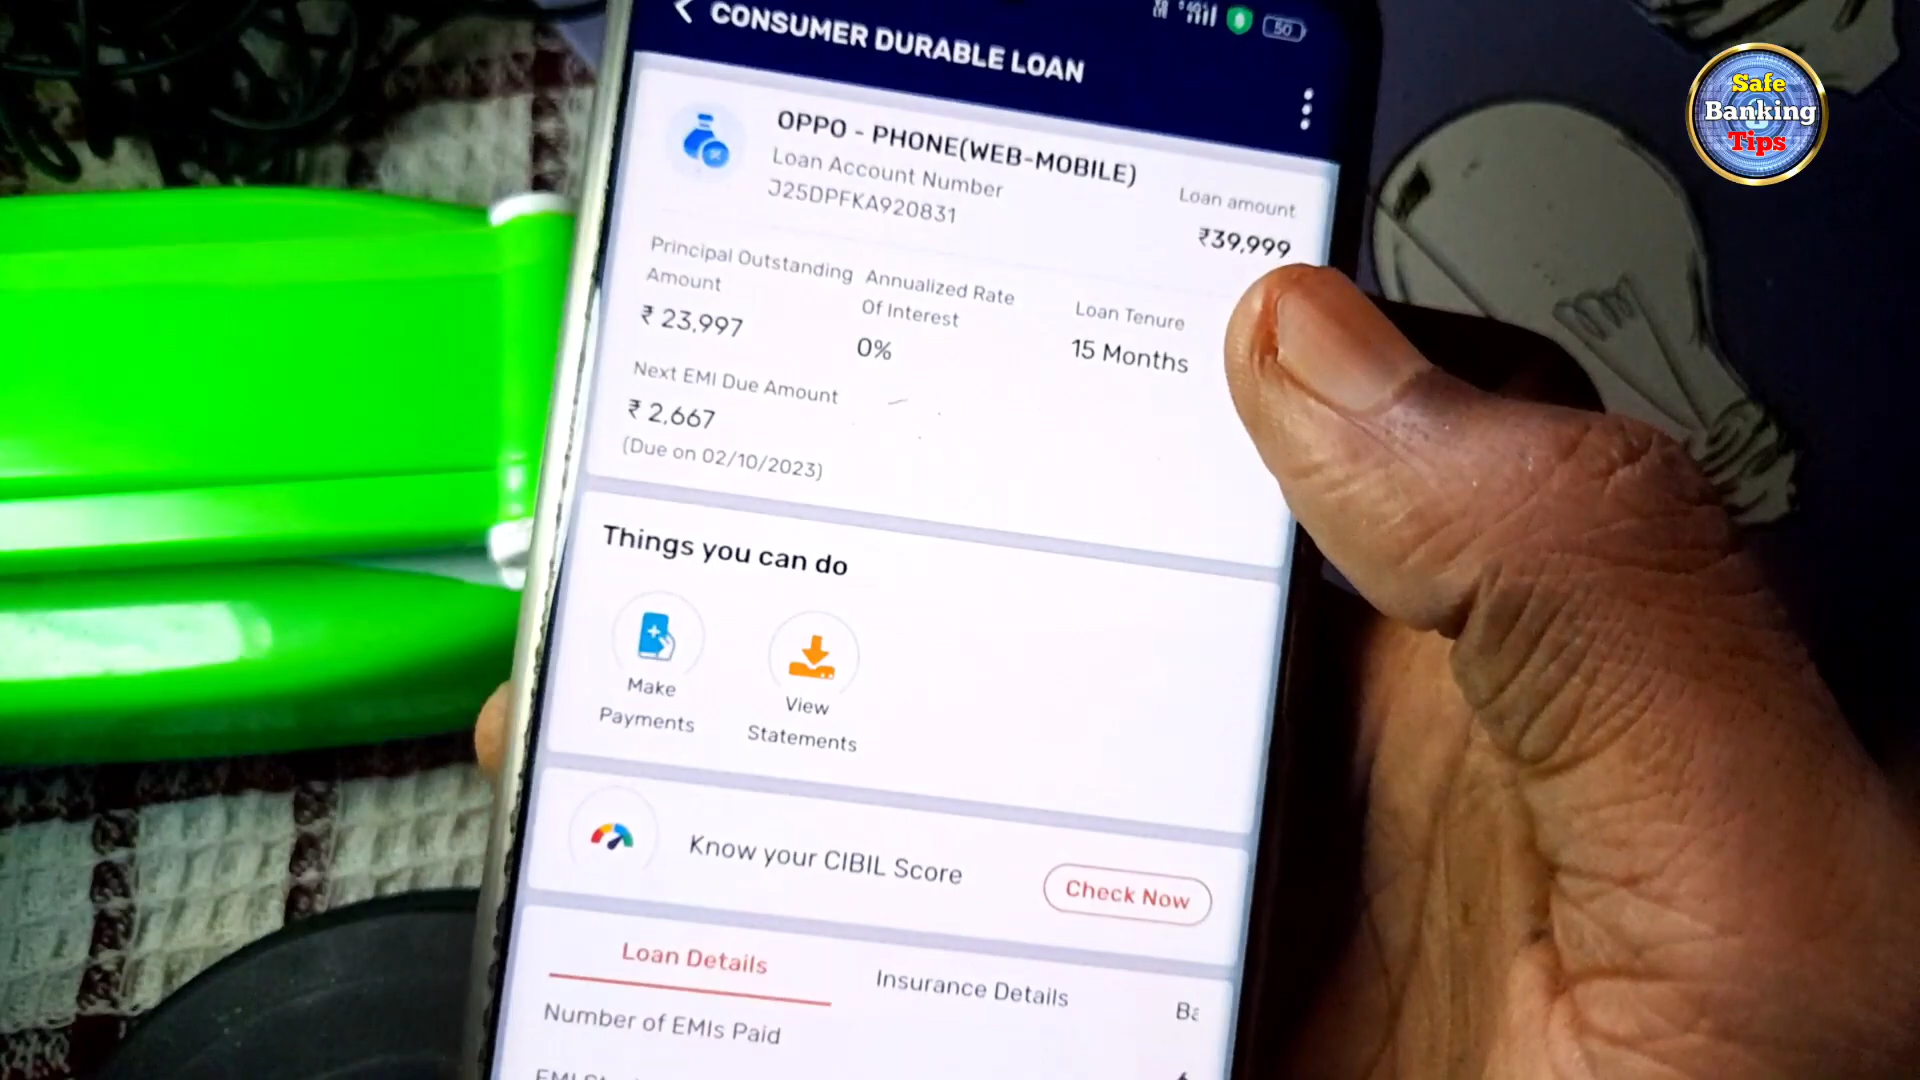 CONSUMER DURABLE LOAN
50
Safe
Banking
Tips
OPPO - PHONE(WEB-MOBILE)
Loan Account Number
J25DPFKA920831
Loan amount
₹39,999
Principal Outstanding
Amount
₹ 23,997
Annualized Rate
Of Interest
0%
Loan Tenure
15 Months
Next EMI Due Amount
₹ 2,667
(Due on 02/10/2023)
Things you can do
Make
Payments
View
Statements
Know your CIBIL Score
Check Now
Loan Details
Insurance Details
Number of EMIs Paid